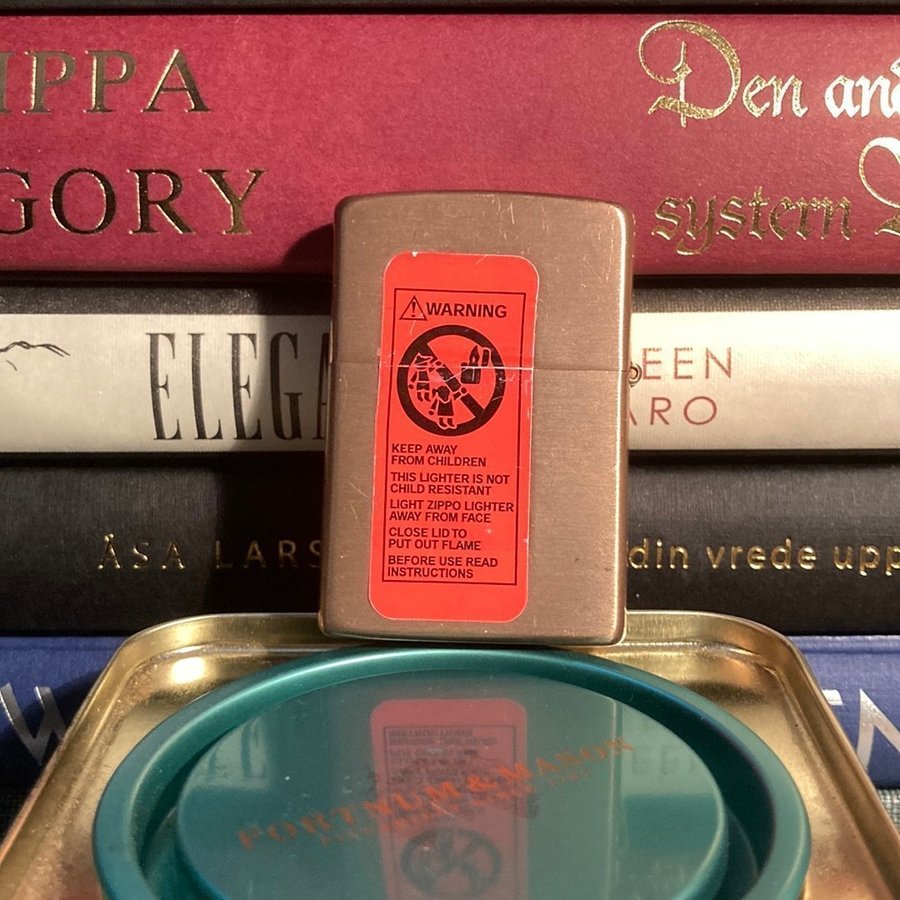 IPPA
GORY
Den and
system
ELEGA
EEN
ARO
ÅSA LARS
din vrede upp
WARNING
KEEP AWAY
FROM CHILDREN
THIS LIGHTER IS NOT
CHILD RESISTANT
LIGHT ZIPPO LIGHTER
AWAY FROM FACE
CLOSE LID TO
PUT OUT FLAME
BEFORE USE READ
INSTRUCTIONS
FORTNUM & MASON